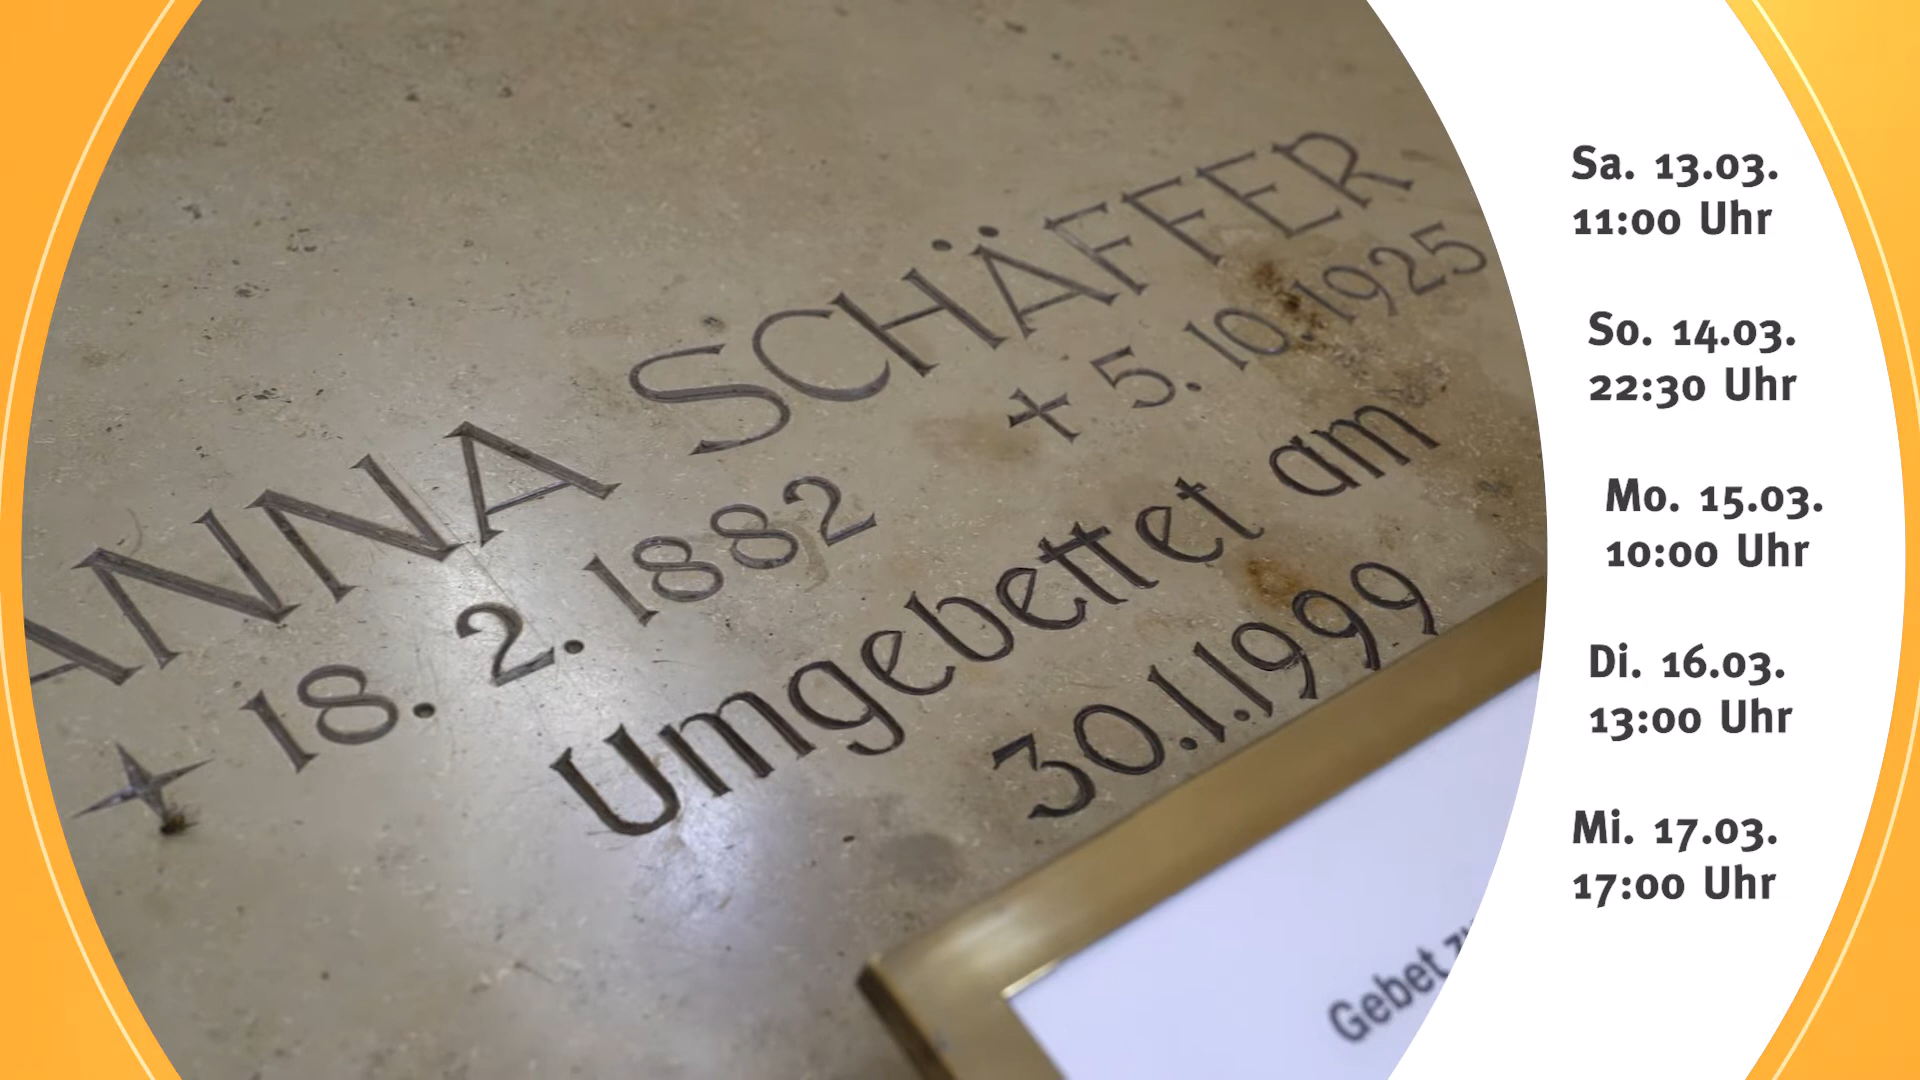 ANNA SCHÄFFER
18. 2. 1882 † 5. 10. 1925
Umgebettet am
30.1.1999
Gebet
Sa. 13.03.
11:00 Uhr
So. 14.03.
22:30 Uhr
Mo. 15.03.
10:00 Uhr
Di. 16.03.
13:00 Uhr
Mi. 17.03.
17:00 Uhr